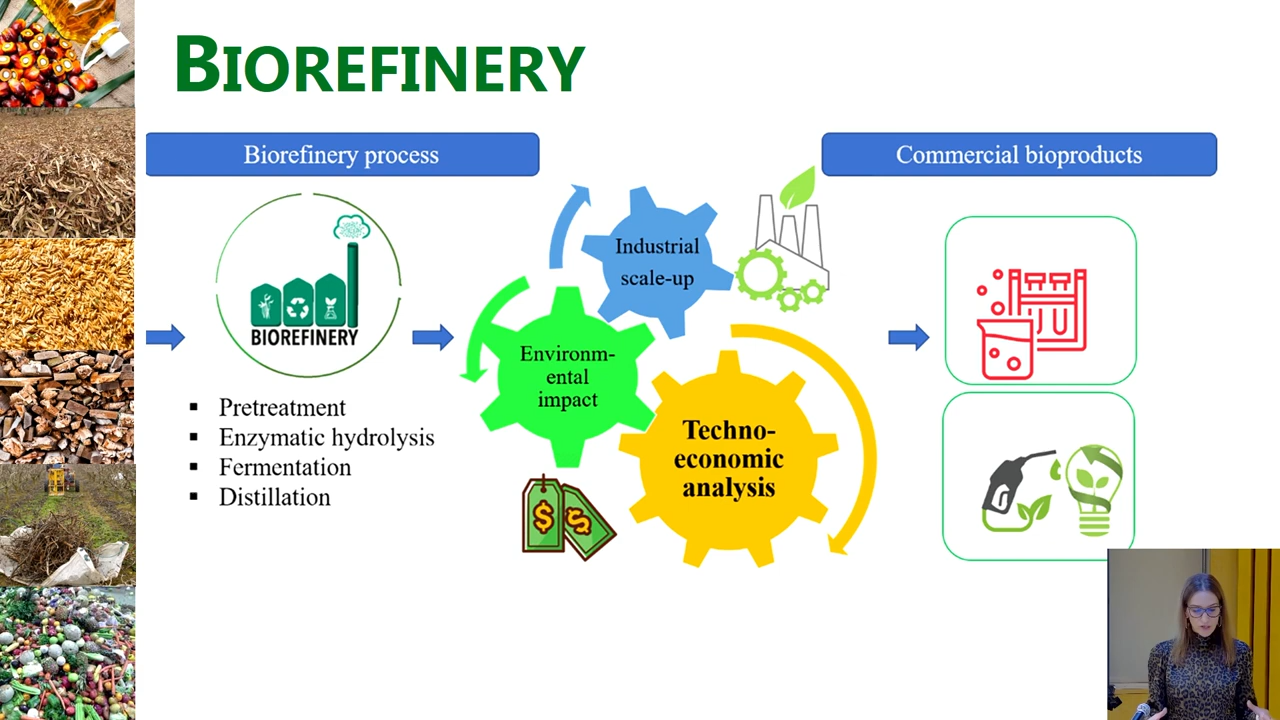 BIOREFINERY
Biorefinery process
Commercial bioproducts
BIOREFINERY
▪ Pretreatment
▪ Enzymatic hydrolysis
▪ Fermentation
▪ Distillation
Industrial
scale-up
Environm-
ental
impact
Techno-
economic
analysis
$ $